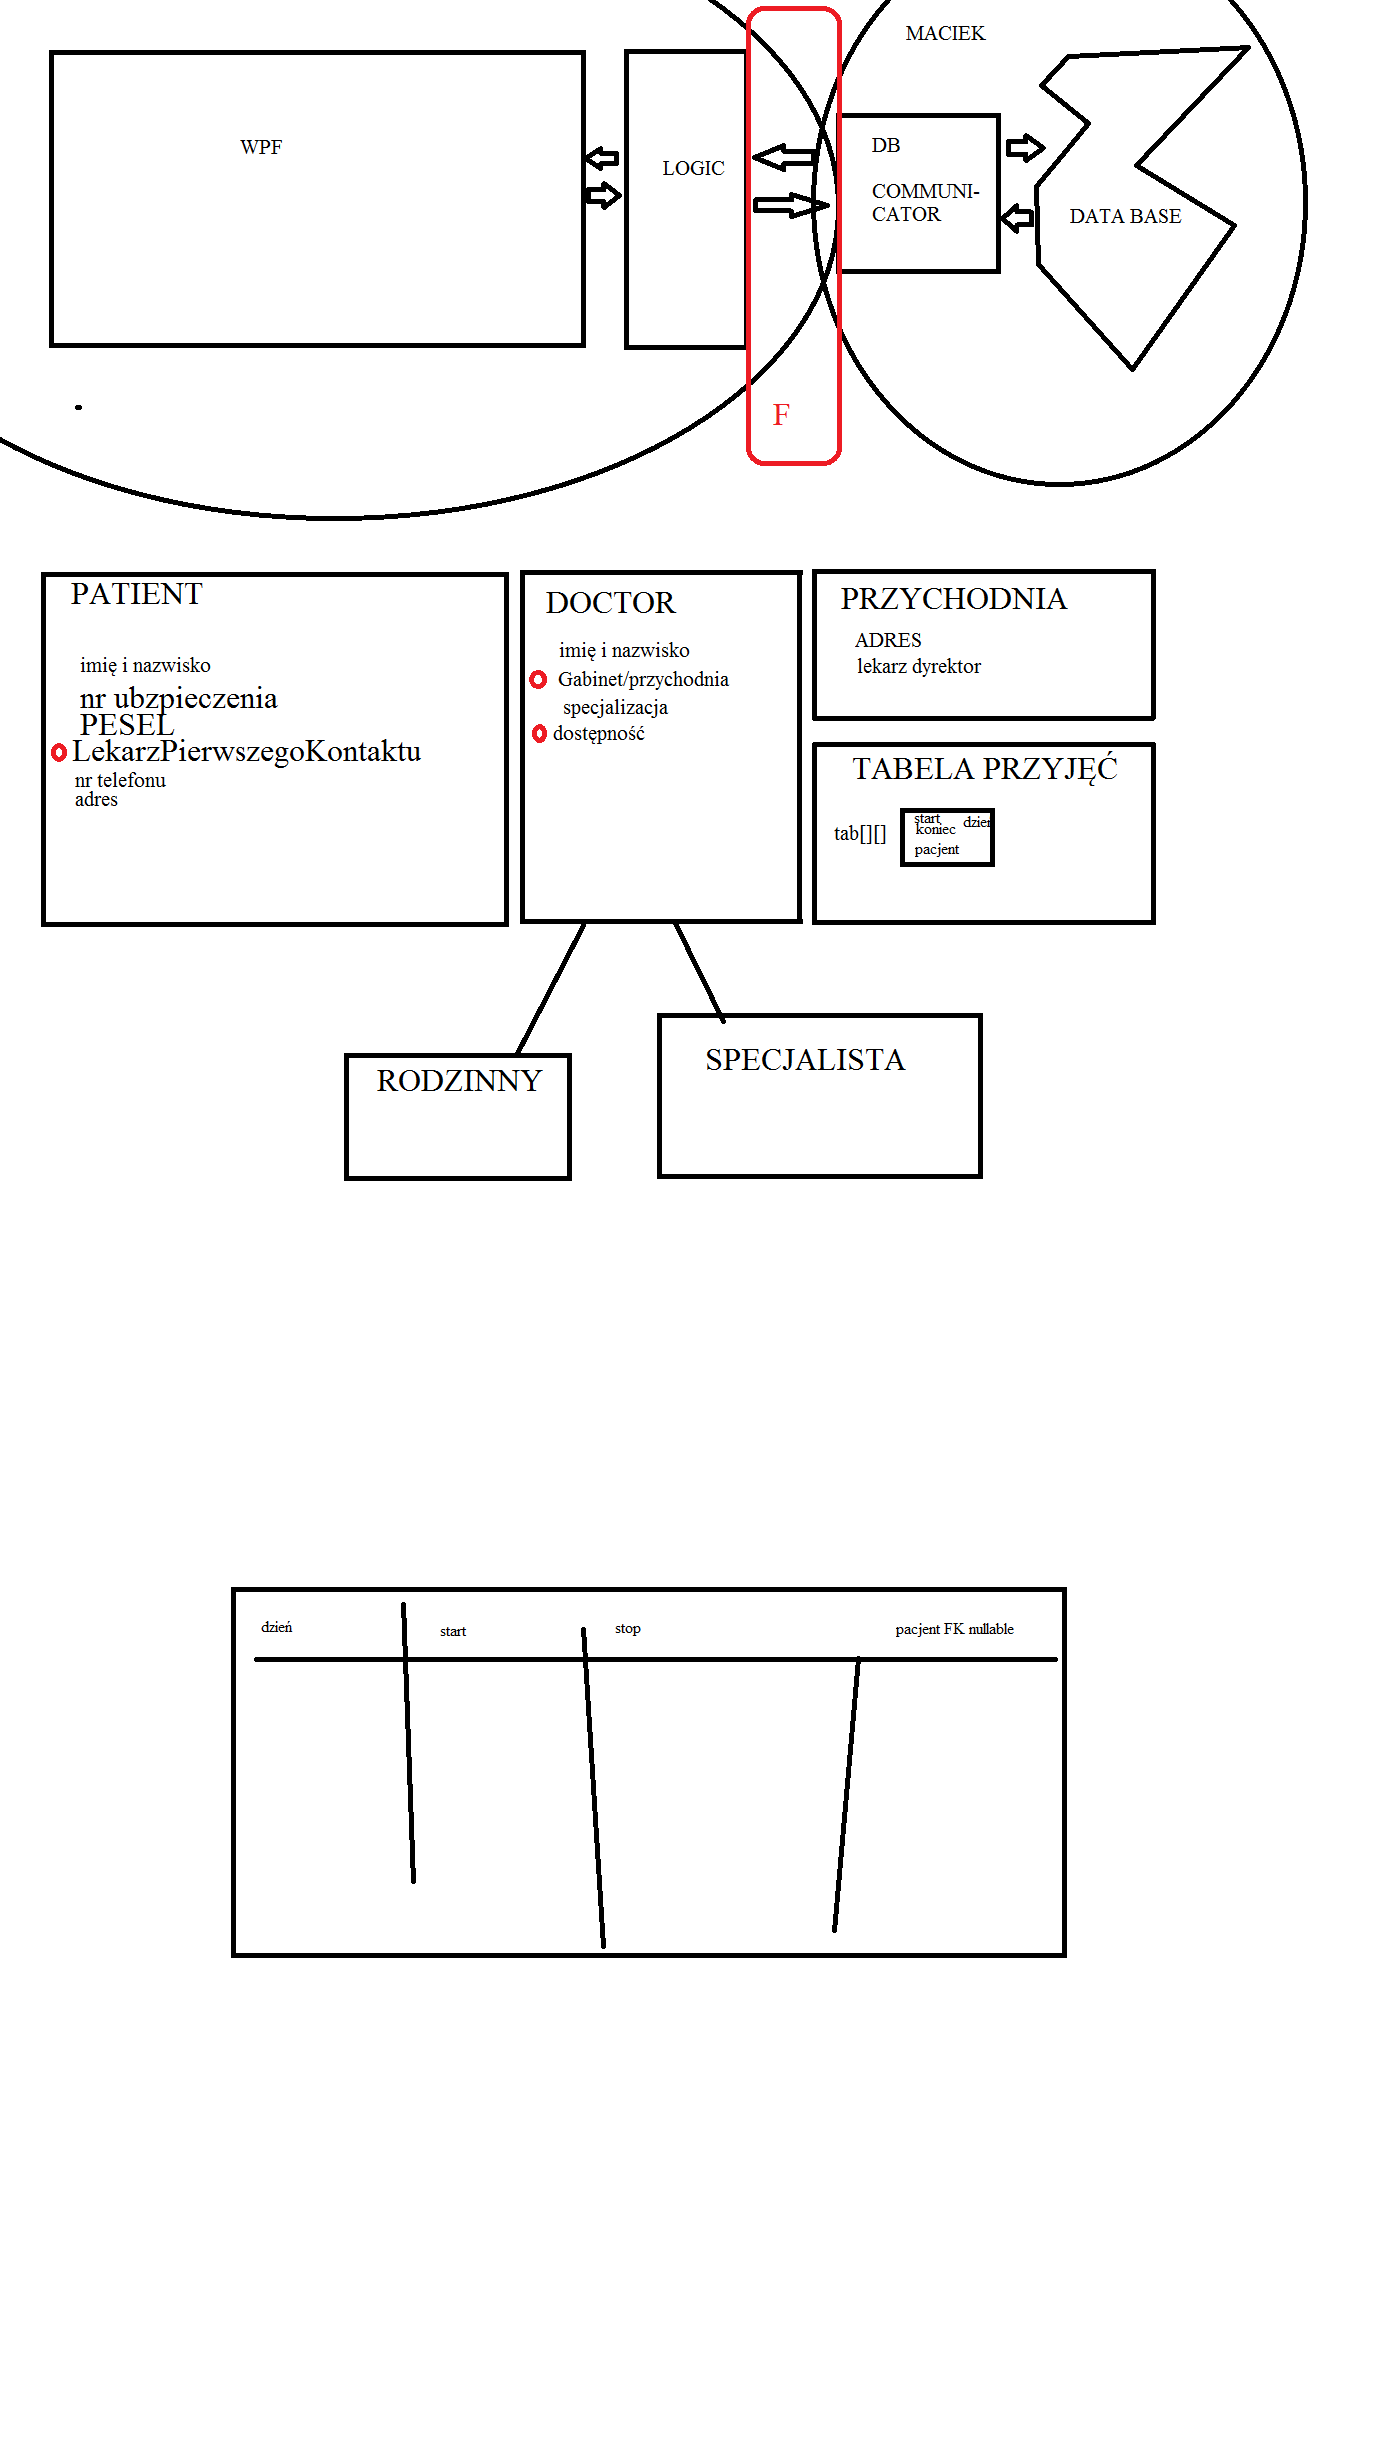 MACIEK
WPF
LOGIC
DB
COMMUNI-
CATOR
DATA BASE
F
PATIENT
imię i nazwisko
nr ubzpieczenia
PESEL
LekarzPierwszegoKontaktu
nr telefonu
adres
DOCTOR
imię i nazwisko
Gabinet/przychodnia
specjalizacja
dostępność
PRZYCHODNIA
ADRES
lekarz dyrektor
TABELA PRZYJĘĆ
tab[][]
start
koniec
dzień
pacjent
RODZINNY
SPECJALISTA
dzień
start
stop
pacjent FK nullable